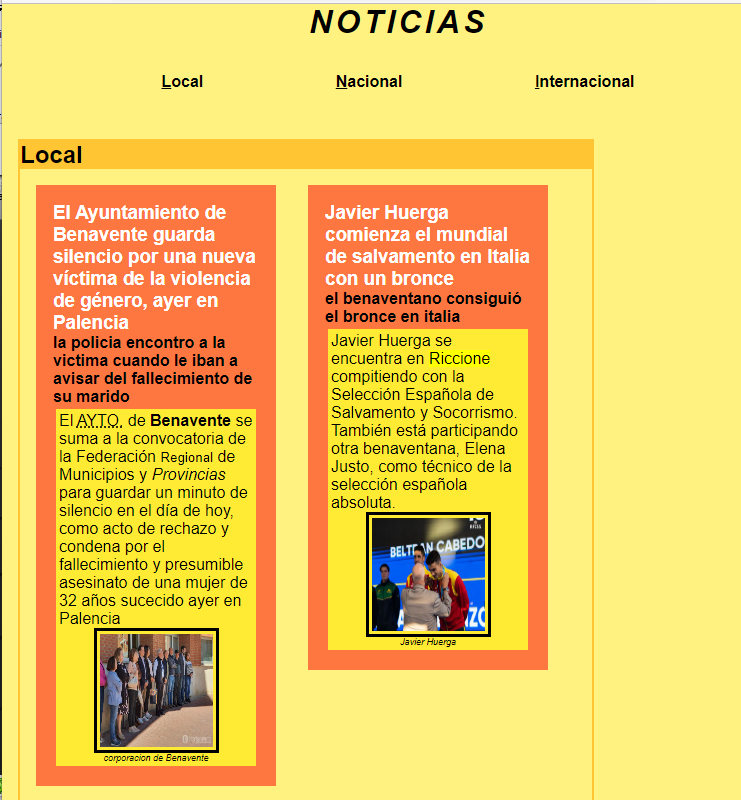 NOTICIAS
Local
Nacional
Internacional
Local
El Ayuntamiento de
Benavente guarda
silencio por una nueva
víctima de la violencia
de género, ayer en
Palencia
la policia encontro a la
victima cuando le iban a
avisar del fallecimiento de
su marido
El AYTO. de Benavente se
suma a la convocatoria de
la Federación Regional de
Municipios y Provincias
para guardar un minuto de
silencio en el día de hoy,
como acto de rechazo y
condena por el
fallecimiento y presumible
asesinato de una mujer de
32 años sucecido ayer en
Palencia
corporacion de Benavente
Javier Huerga
comienza el mundial
de salvamento en Italia
con un bronce
el benaventano consiguió
el bronce en italia
Javier Huerga se
encuentra en Riccione
compitiendo con la
Selección Española de
Salvamento y Socorrismo.
También está participando
otra benaventana, Elena
Justo, como técnico de la
selección española
absoluta.
BELTRAN CABEDO
Javier Huerga